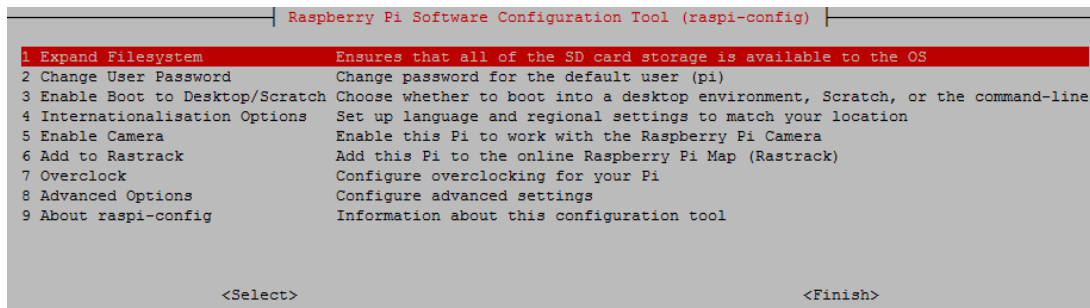 Raspberry Pi Software Configuration Tool (raspi-config)
1 Expand Filesystem Ensures that all of the SD card storage is available to the OS
2 Change User Password Change password for the default user (pi)
3 Enable Boot to Desktop/Scratch Choose whether to boot into a desktop environment, Scratch, or the command-line
4 Internationalisation Options Set up language and regional settings to match your location
5 Enable Camera Enable this Pi to work with the Raspberry Pi Camera
6 Add to Rastrack Add this Pi to the online Raspberry Pi Map (Rastrack)
7 Overclock Configure overclocking for your Pi
8 Advanced Options Configure advanced settings
9 About raspi-config Information about this configuration tool
<Select> <Finish>